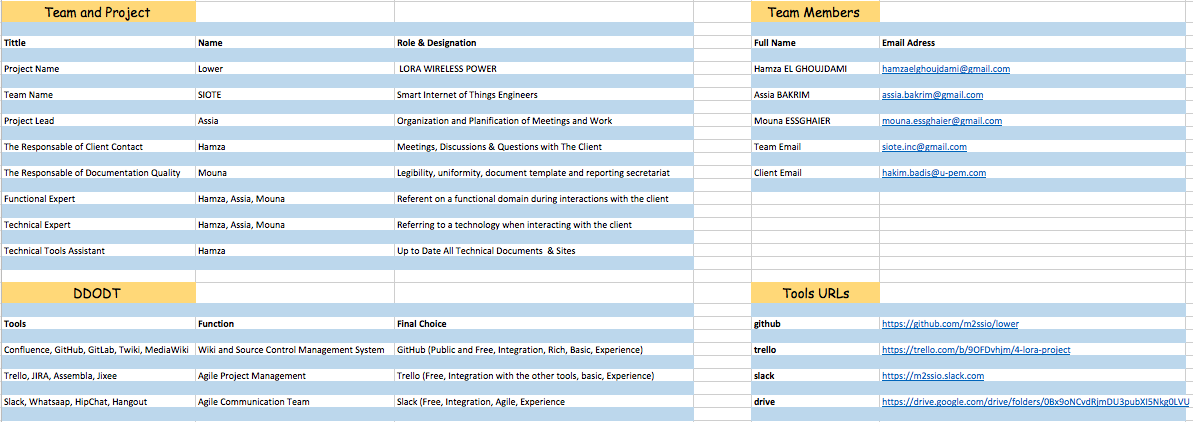 Team and Project
Team Members
Tittle Name Role & Designation
Full Name Email Adress
Project Name Lower LORA WIRELESS POWER
Hamza EL GHOUJDAMI hamzaelghoujdami@gmail.com
Team Name SIOTE Smart Internet of Things Engineers
Assia BAKRIM assia.bakrim@gmail.com
Project Lead Assia Organization and Planification of Meetings and Work
Mouna ESSGHAIER mouna.essghaier@gmail.com
The Responsable of Client Contact Hamza Meetings, Discussions & Questions with The Client
Team Email siote.inc@gmail.com
The Responsable of Documentation Quality Mouna Legibility, uniformity, document template and reporting secretariat
Client Email hakim.badis@u-pem.com
Functional Expert Hamza, Assia, Mouna Referent on a functional domain during interactions with the client
Technical Expert Hamza, Assia, Mouna Referring to a technology when interacting with the client
Technical Tools Assistant Hamza Up to Date All Technical Documents & Sites
DDODT
Tools URLs
Tools Function Final Choice
github https://github.com/m2ssio/lower
Confluence, GitHub, GitLab, Twiki, MediaWiki Wiki and Source Control Management System GitHub (Public and Free, Integration, Rich, Basic, Experience)
trello https://trello.com/b/9OFDvhjm/4-lora-project
Trello, JIRA, Assembla, Jixee Agile Project Management Trello (Free, Integration with the other tools, basic, Experience)
slack https://m2ssio.slack.com
Slack, Whatsaap, HipChat, Hangout Agile Communication Team Slack (Free, Integration, Agile, Experience
drive https://drive.google.com/drive/folders/0Bx9oNCvdRjmDU3pubXI5Nkg0LVU